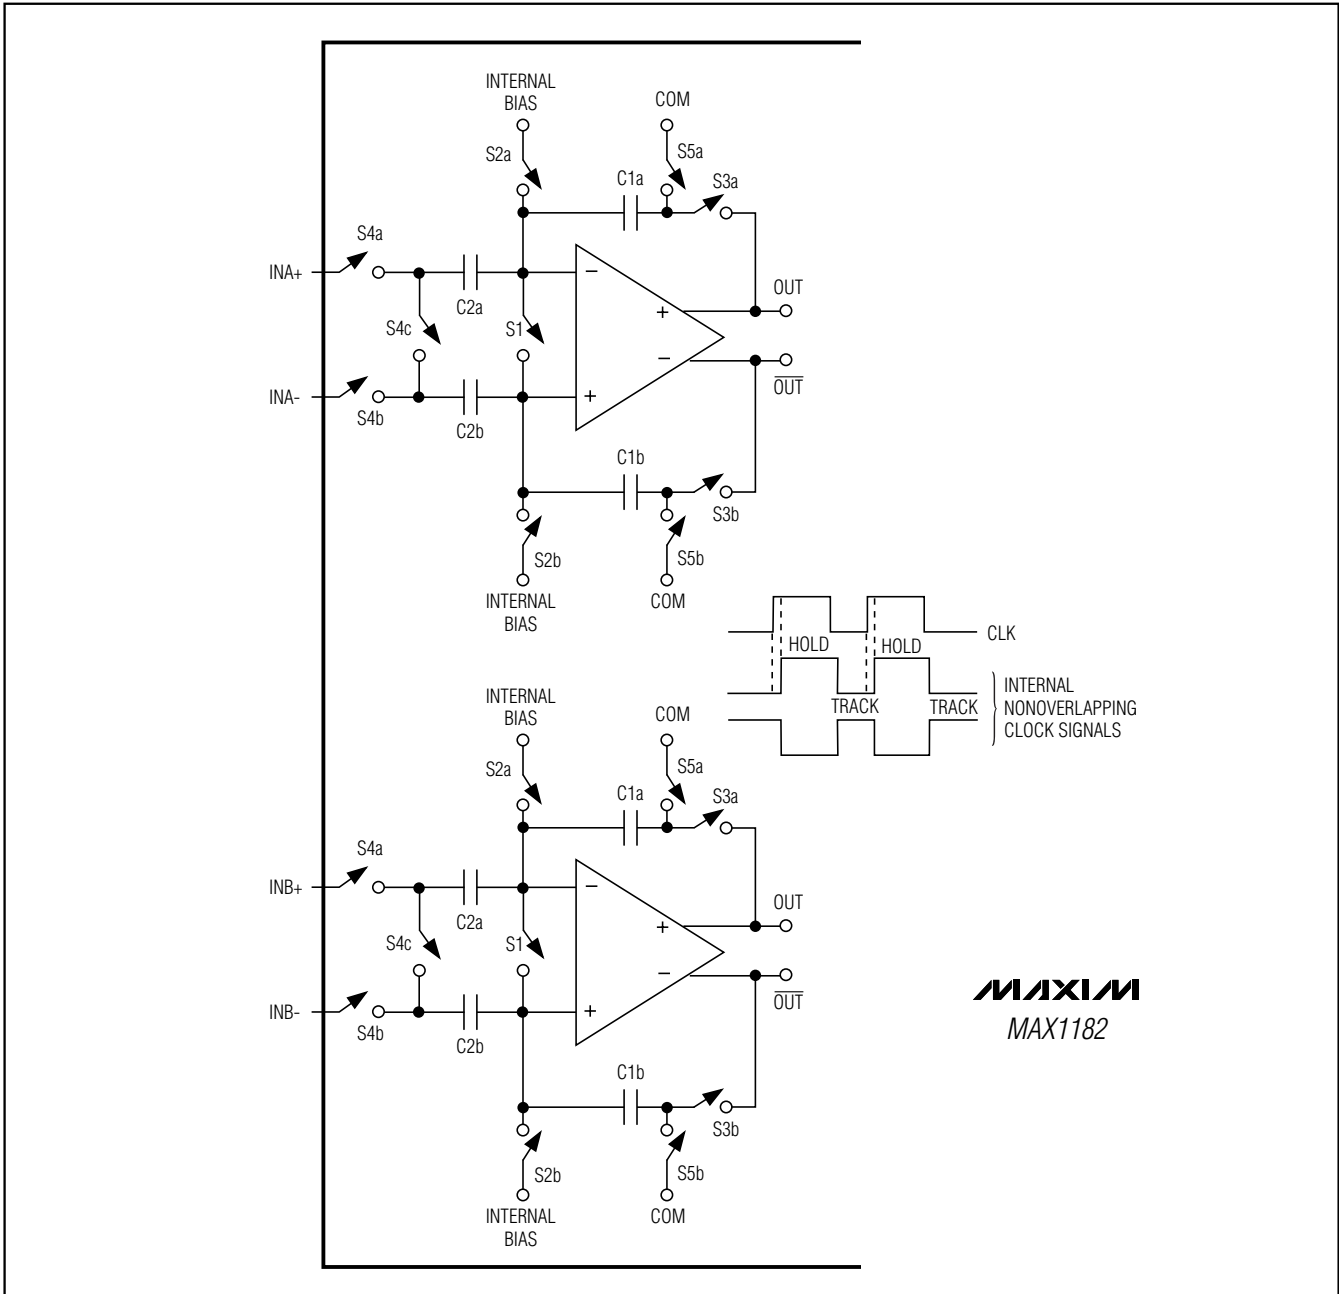 INTERNAL
BIAS
COM
S2a
S5a
C1a
S3a
S4a
INA+
−
OUT
C2a
+
S4c
S1
−
INA-
+
OUT
S4b
C2b
C1b
S3b
S2b
S5b
INTERNAL
BIAS
COM
CLK
HOLD
HOLD
INTERNAL
NONOVERLAPPING
CLOCK SIGNALS
TRACK
TRACK
INTERNAL
BIAS
COM
S2a
S5a
C1a
S3a
S4a
INB+
−
OUT
C2a
+
S4c
S1
−
INB-
+
OUT
S4b
C2b
MAXIM
MAX1182
C1b
S3b
S2b
S5b
INTERNAL
BIAS
COM